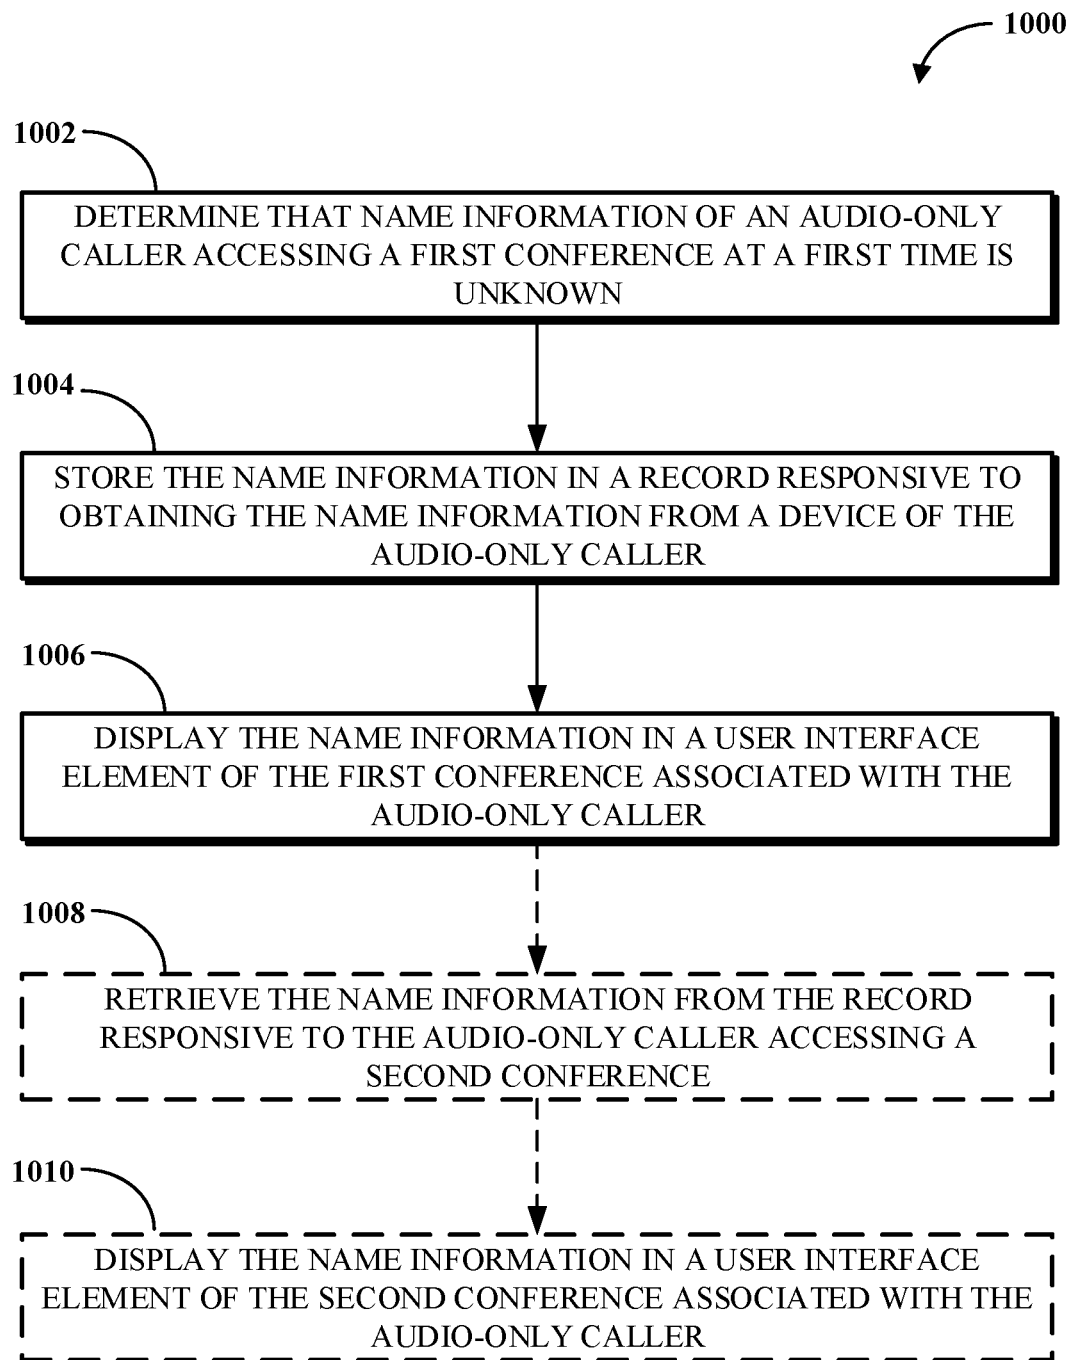 1000
1002
DETERMINE THAT NAME INFORMATION OF AN AUDIO-ONLY
CALLER ACCESSING A FIRST CONFERENCE AT A FIRST TIME IS
UNKNOWN
1004
STORE THE NAME INFORMATION IN A RECORD RESPONSIVE TO
OBTAINING THE NAME INFORMATION FROM A DEVICE OF THE
AUDIO-ONLY CALLER
1006
DISPLAY THE NAME INFORMATION IN A USER INTERFACE
ELEMENT OF THE FIRST CONFERENCE ASSOCIATED WITH THE
AUDIO-ONLY CALLER
1008
RETRIEVE THE NAME INFORMATION FROM THE RECORD
RESPONSIVE TO THE AUDIO-ONLY CALLER ACCESSING A
SECOND CONFERENCE
1010
DISPLAY THE NAME INFORMATION IN A USER INTERFACE
ELEMENT OF THE SECOND CONFERENCE ASSOCIATED WITH THE
AUDIO-ONLY CALLER